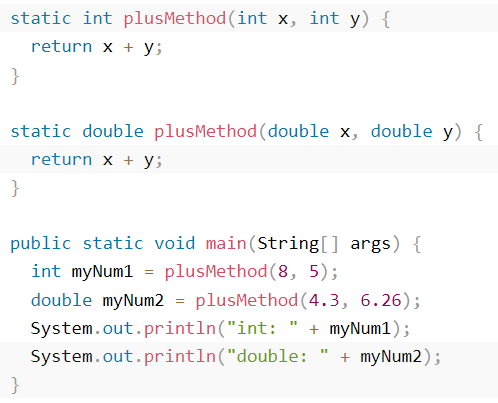 static int plusMethod(int x, int y) {
  return x + y;
}

static double plusMethod(double x, double y) {
  return x + y;
}

public static void main(String[] args) {
  int myNum1 = plusMethod(8, 5);
  double myNum2 = plusMethod(4.3, 6.26);
  System.out.println("int: " + myNum1);
  System.out.println("double: " + myNum2);
}